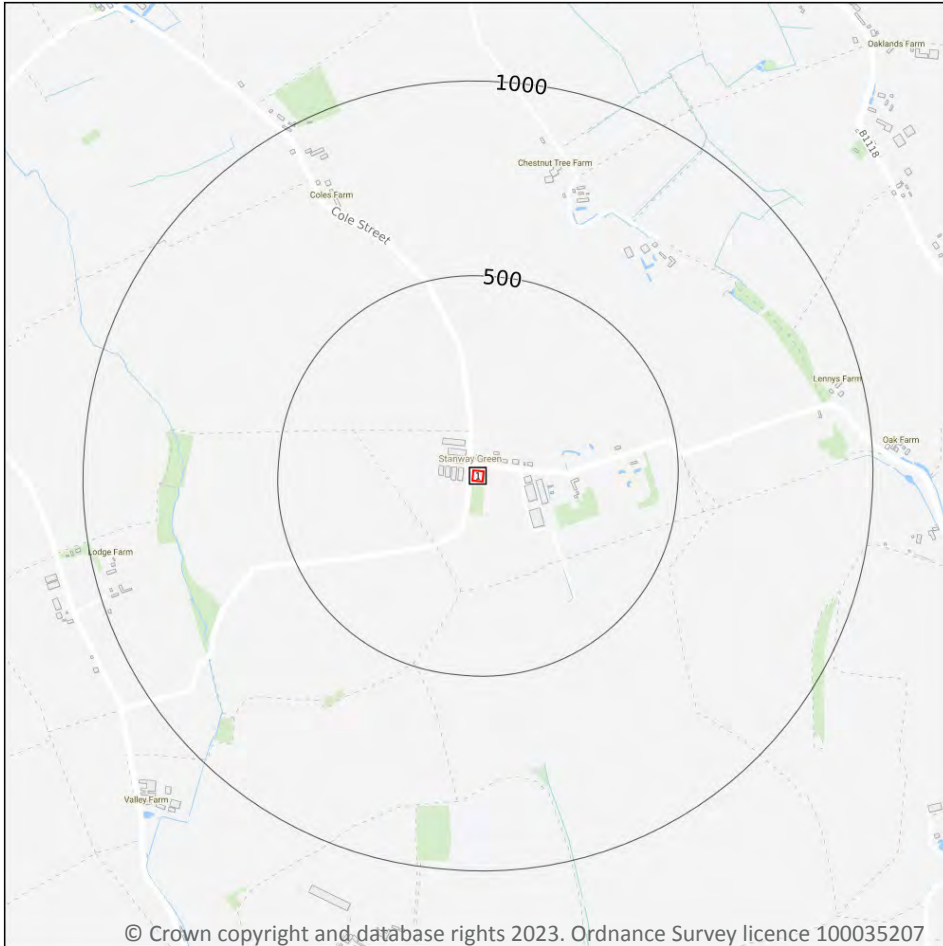 Oaklands Farm
1000
B1118
Chestnut Tree Farm
Coles Farm
Cole Street
500
Lennys Farm
Oak Farm
Stanway Green
1
Lodge Farm
Valley Farm
© Crown copyright and database rights 2023. Ordnance Survey licence 100035207